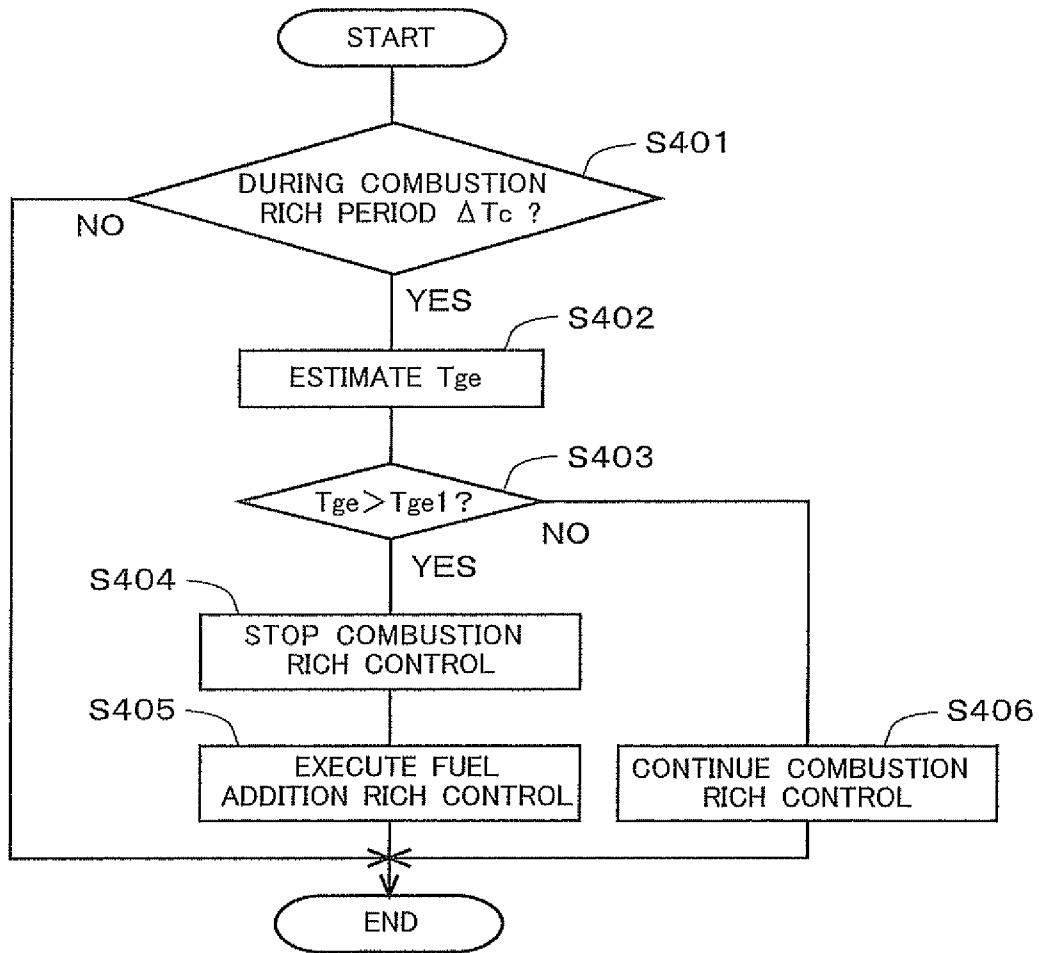 START
S401
DURING COMBUSTION
RICH PERIOD ΔTc ?
NO
YES
S402
ESTIMATE Tge
S403
Tge>Tge1?
NO
YES
S404
STOP COMBUSTION
RICH CONTROL
S405
S406
EXECUTE FUEL
ADDITION RICH CONTROL
CONTINUE COMBUSTION
RICH CONTROL
END